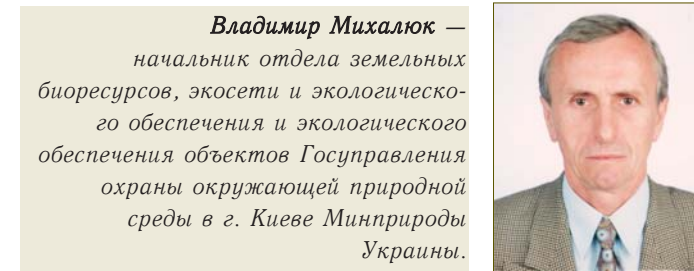 Владимир Михалюк —
начальник отдела земельных
биоресурсов, экосети и экологическо-
го обеспечения и экологического
обеспечения объектов Госуправления
охраны окружающей природной
среды в г. Киеве Минприроды
Украины.